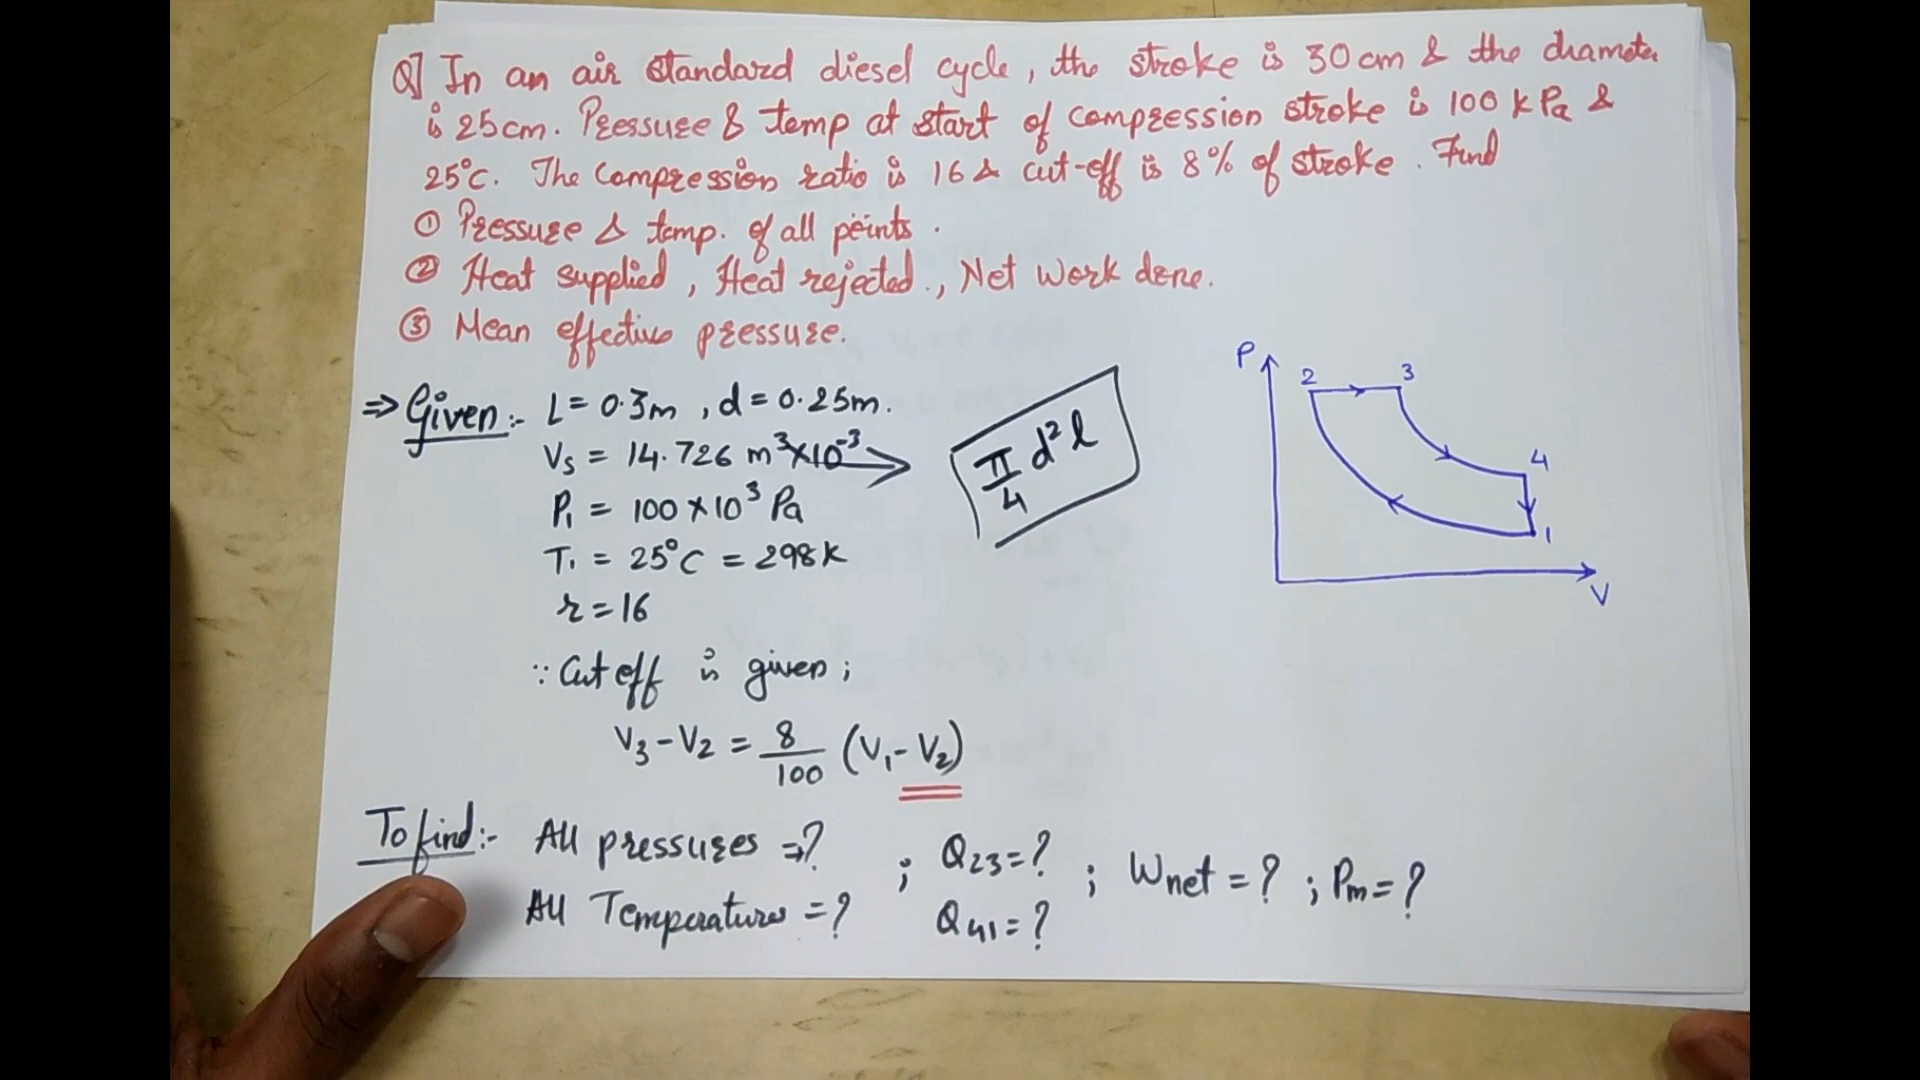 Q] In an air standard diesel cycle, the stroke is 30 cm & the diameter
is 25cm. Pressure & temp at start of compression stroke is 100 kPa &
25°C. The compression ratio is 16 & cut-off is 8% of stroke. Find
① Pressure & temp. of all points.
② Heat supplied, Heat rejected., Net work done.
③ Mean effective pressure.
⇒ Given:- L = 0.3m, d = 0.25m.
Vs = 14.726 m³×10⁻³ → π/4 d² l
P₁ = 100 × 10³ Pa
T₁ = 25°C = 298K
r = 16
∵ Cut off is given;
V₃ - V₂ = 8/100 (V₁ - V₂)
To find:- All pressures ⇒?
All Temperatures = ?
; Q₂₃ = ?
Q₄₁ = ?
; Wnet = ? ; Pm = ?
P
2
3
4
1
V